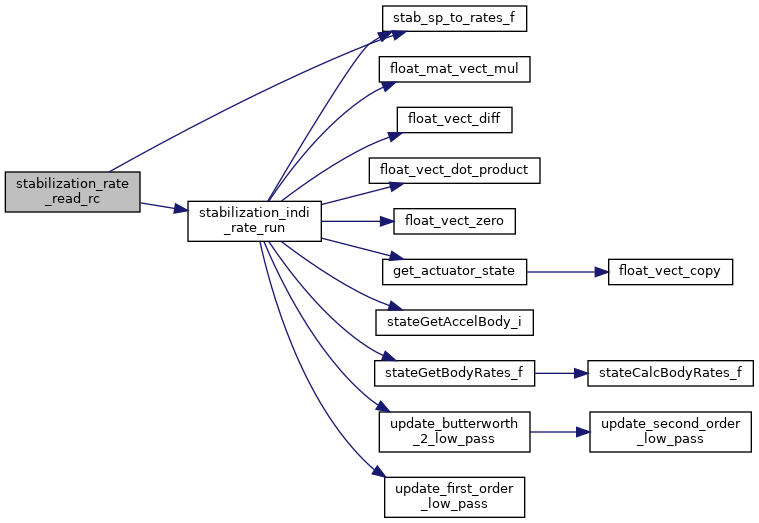 stab_sp_to_rates_f
float_mat_vect_mul
float_vect_diff
float_vect_dot_product
stabilization_rate
_read_rc
stabilization_indi
_rate_run
float_vect_zero
get_actuator_state
float_vect_copy
stateGetAccelBody_i
stateGetBodyRates_f
stateCalcBodyRates_f
update_butterworth
_2_low_pass
update_second_order
_low_pass
update_first_order
_low_pass